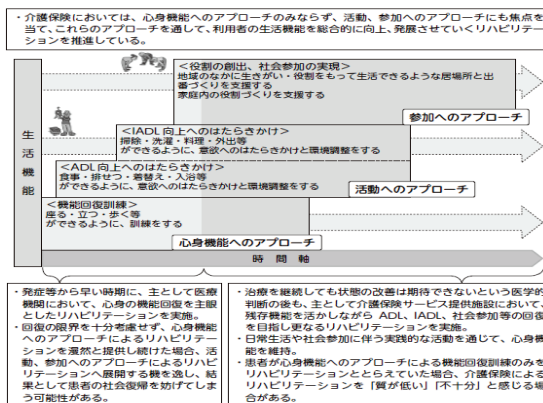 ・介護保険においては、心身機能へのアプローチのみならず、活動、参加へのアプローチにも焦点を
当て、これらのアプローチを通して、利用者の生活機能を総合的に向上、発展させていくリハビリテー
ションを推進している。
<役割の創出、社会参加の実現>
地域のなかに生きがい・役割をもって生活できるような居場所と出
番づくりを支援する
家庭内の役割づくりを支援する
参加へのアプローチ
<IADL向上へのはたらきかけ>
掃除・洗濯・料理・外出等
ができるように、意欲へのはたらきかけと環境調整をする
<ADL向上へのはたらきかけ>
食事・排せつ・着替え・入浴等
ができるように、意欲へのはたらきかけと環境調整をする
活動へのアプローチ
<機能回復訓練>
座る・立つ・歩く等
ができるように、訓練をする
心身機能へのアプローチ
生活機能
時間軸
・発症等から早い時期に、主として医療
機関において、心身の機能回復を主眼
としたリハビリテーションを実施。
・回復の限界を十分考慮せず、心身機能
へのアプローチによるリハビリテー
ションを漫然と提供し続けた場合、活
動、参加へのアプローチによるリハビ
リテーションへ展開する機を逸し、結
果として患者の社会復帰を妨げてしま
う可能性がある。
・治療を継続しても状態の改善は期待できないという医学的
判断の後も、主として介護保険サービス提供施設において、
残存機能を活かしながらADL、IADL、社会参加等の回復
を目指し更なるリハビリテーションを実施。
・日常生活や社会参加に伴う実践的な活動を通じて、心身機
能を維持。
・患者が心身機能へのアプローチによる機能回復訓練のみを
リハビリテーションととらえていた場合、介護保険による
リハビリテーションを「質が低い」「不十分」と感じる場
合がある。